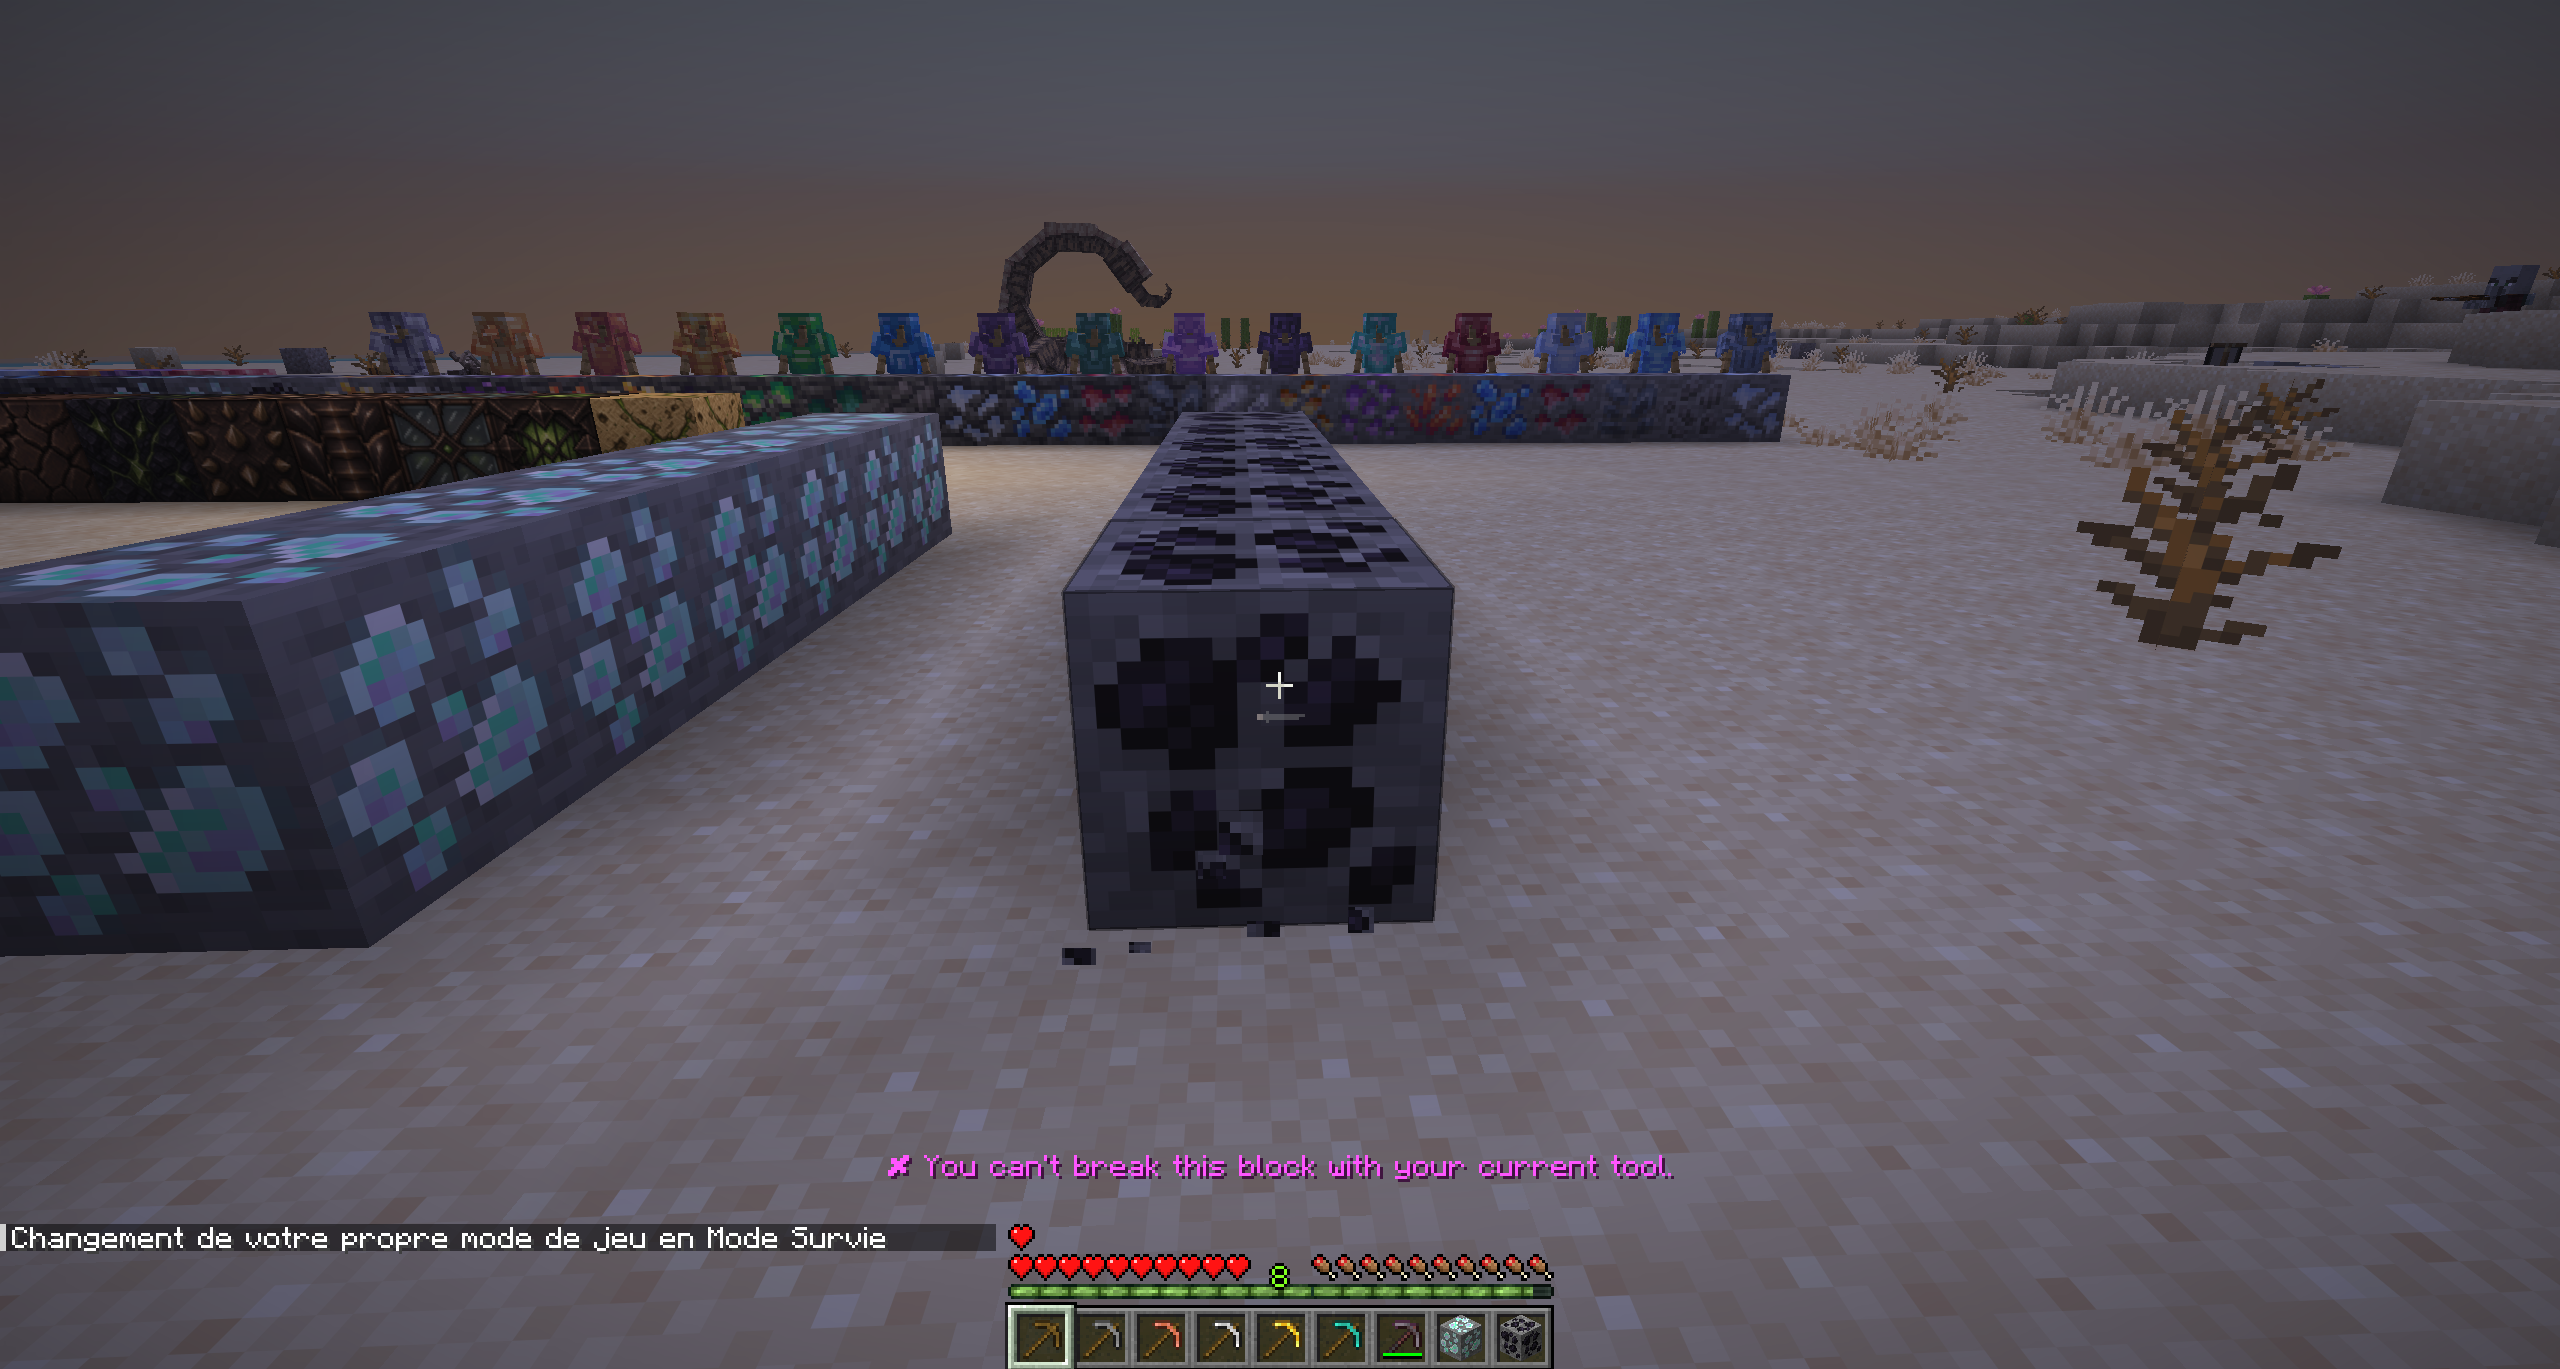 ✘ You can't break this block with your current tool.
Changement de votre propre mode de jeu en Mode Survie
8